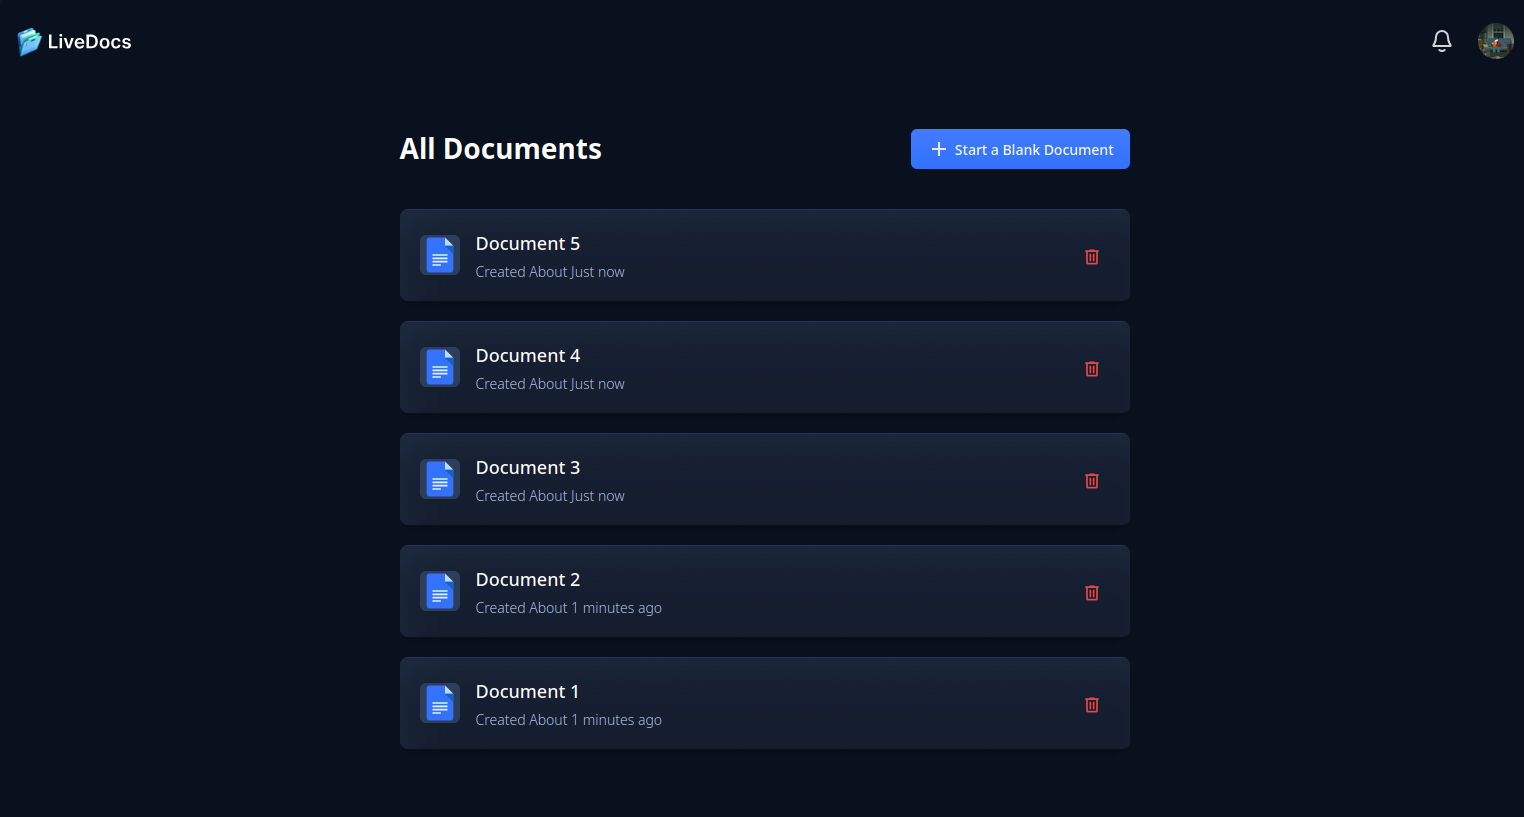 LiveDocs
All Documents
Start a Blank Document
Document 5
Created About Just now
Document 4
Created About Just now
Document 3
Created About Just now
Document 2
Created About 1 minutes ago
Document 1
Created About 1 minutes ago